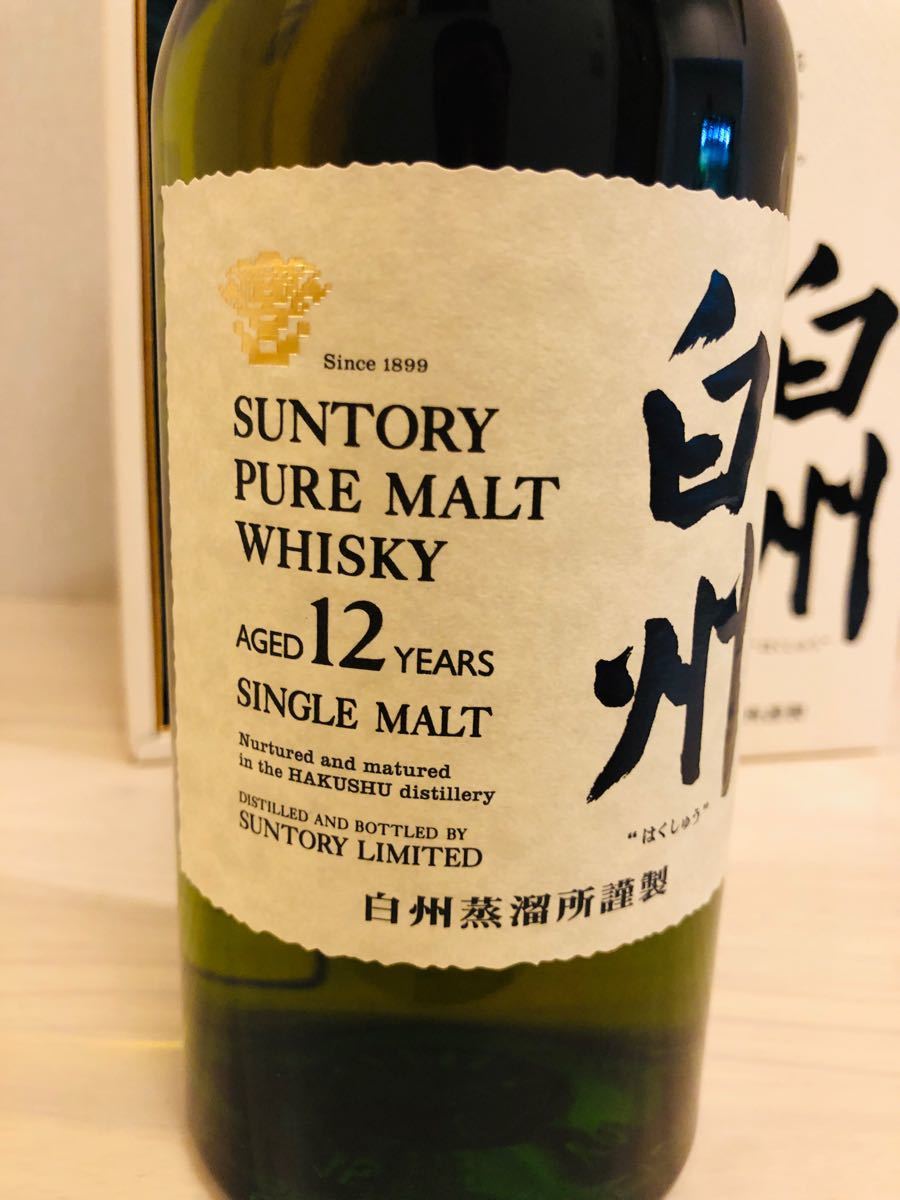 Since 1899
SUNTORY
PURE MALT
WHISKY
AGED 12 YEARS
SINGLE MALT
Nurtured and matured
in the HAKUSHU distillery
DISTILLED AND BOTTLED BY
SUNTORY LIMITED
白州
“はくしゅう”
白州蒸溜所謹製
白州